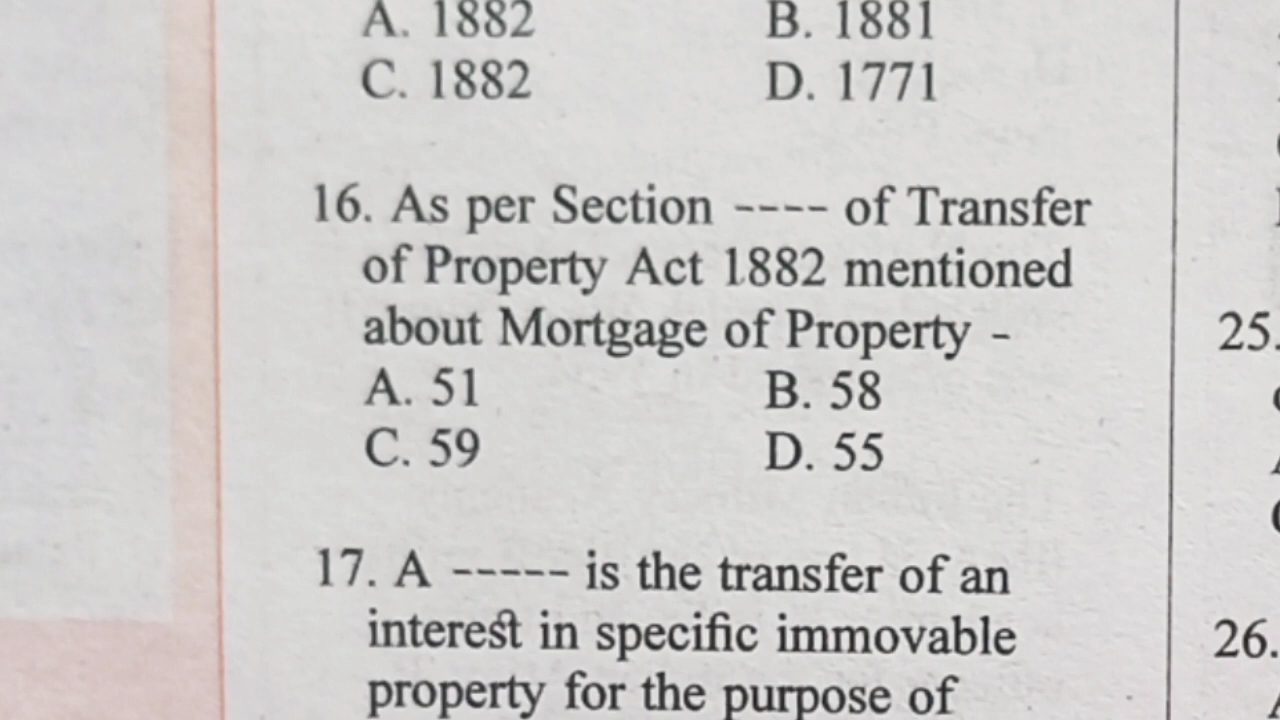 A. 1882 B. 1881
C. 1882 D. 1771
16. As per Section ---- of Transfer
of Property Act 1882 mentioned
about Mortgage of Property -
A. 51 B. 58
C. 59 D. 55
17. A ----- is the transfer of an
interest in specific immovable
property for the purpose of
25.
26.